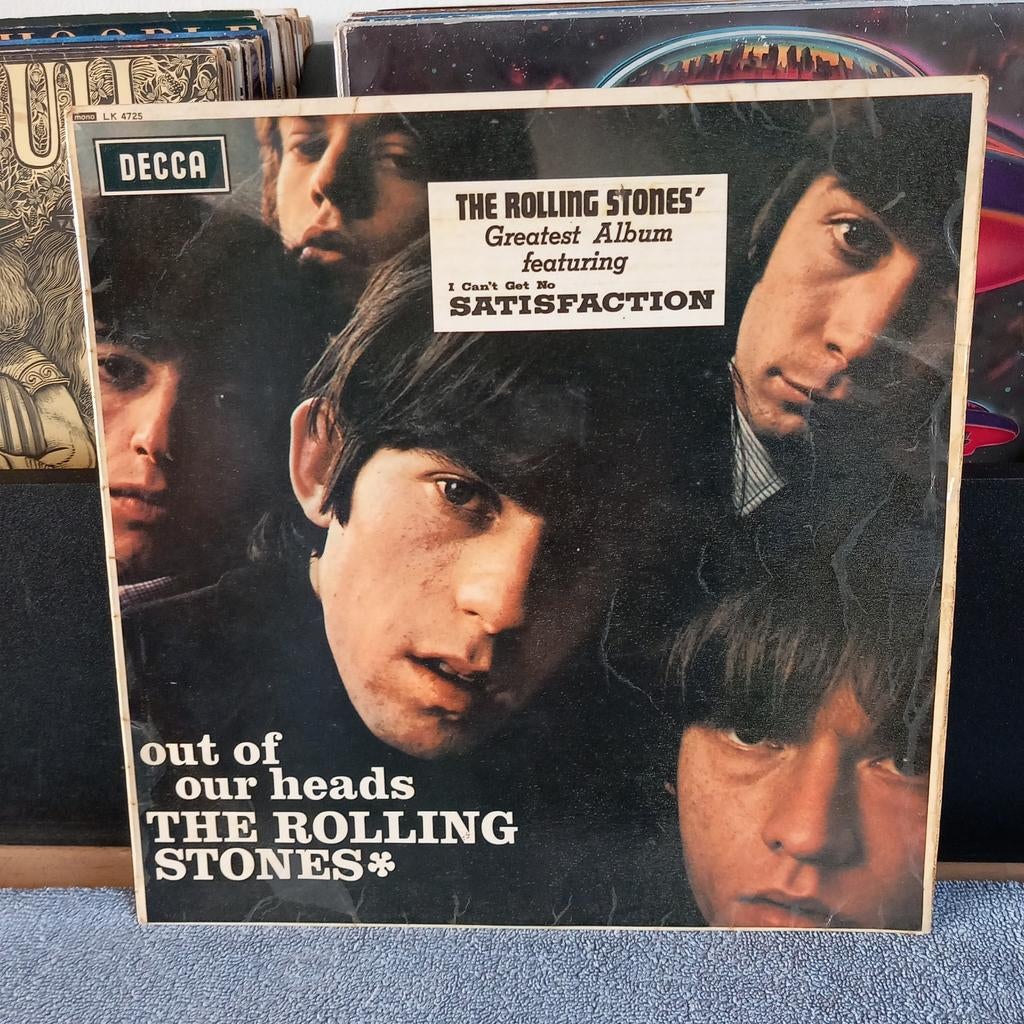 mono LK 4725
DECCA
THE ROLLING STONES'
Greatest Album
featuring
I Can't Get No
SATISFACTION
out of
our heads
THE ROLLING
STONES*